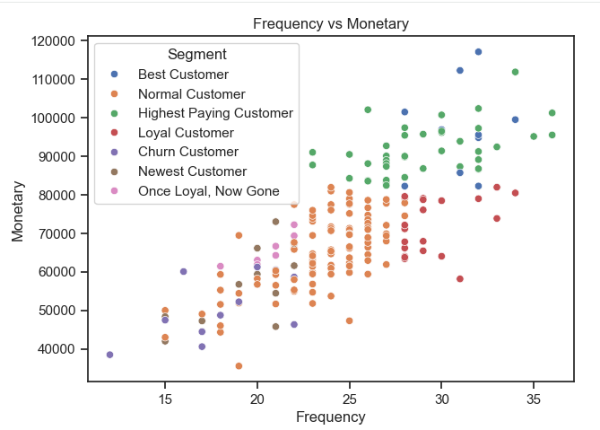 Frequency vs Monetary
120000
110000
100000
90000
80000
70000
60000
50000
40000
Monetary
Segment
Best Customer
Normal Customer
Highest Paying Customer
Loyal Customer
Churn Customer
Newest Customer
Once Loyal, Now Gone
15 20 25 30 35
Frequency